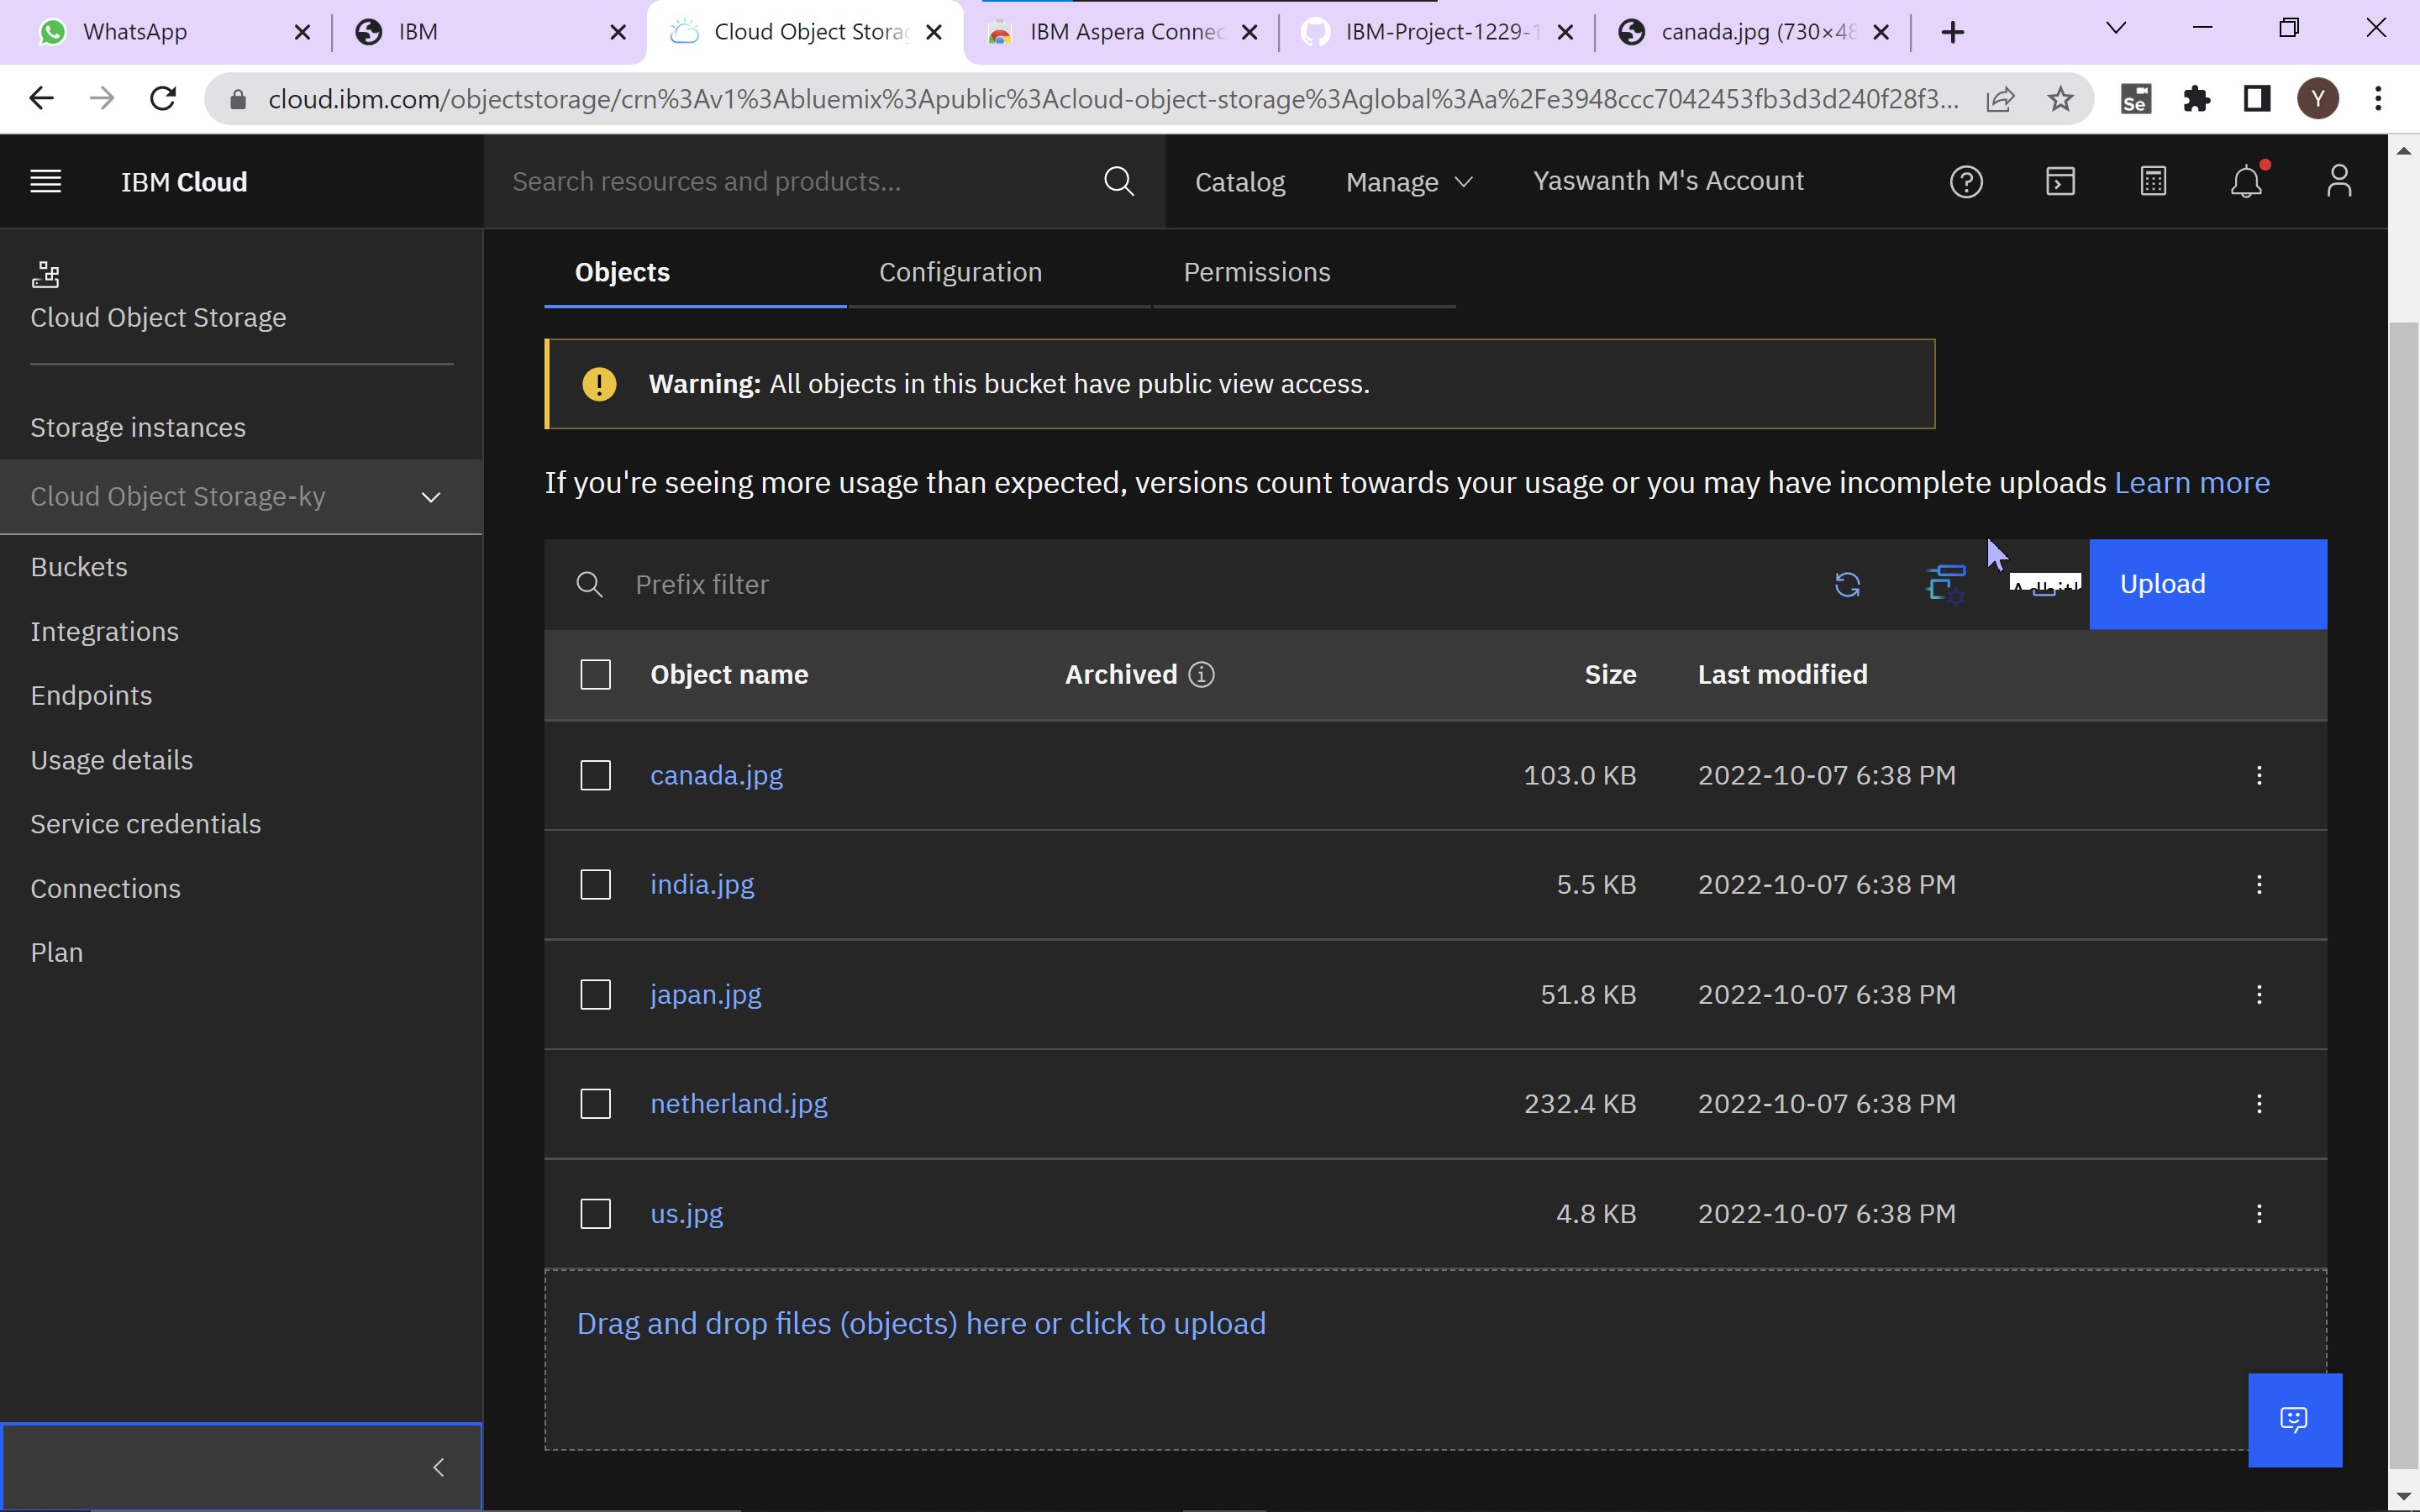 WhatsApp
IBM
Cloud Object Storag
IBM Aspera Connec
IBM-Project-1229-1
canada.jpg (730×48
cloud.ibm.com/objectstorage/crn%3Av1%3Abluemix%3Apublic%3Acloud-object-storage%3Aglobal%3Aa%2Fe3948ccc7042453fb3d3d240f28f3...
Se
Y
IBM Cloud
Search resources and products...
Catalog
Manage
Yaswanth M's Account
Cloud Object Storage
Storage instances
Cloud Object Storage-ky
Buckets
Integrations
Endpoints
Usage details
Service credentials
Connections
Plan
Objects
Configuration
Permissions
Warning: All objects in this bucket have public view access.
If you're seeing more usage than expected, versions count towards your usage or you may have incomplete uploads Learn more
Prefix filter
Upload
Object name
Archived
Size
Last modified
canada.jpg
103.0 KB
2022-10-07 6:38 PM
india.jpg
5.5 KB
2022-10-07 6:38 PM
japan.jpg
51.8 KB
2022-10-07 6:38 PM
netherland.jpg
232.4 KB
2022-10-07 6:38 PM
us.jpg
4.8 KB
2022-10-07 6:38 PM
Drag and drop files (objects) here or click to upload